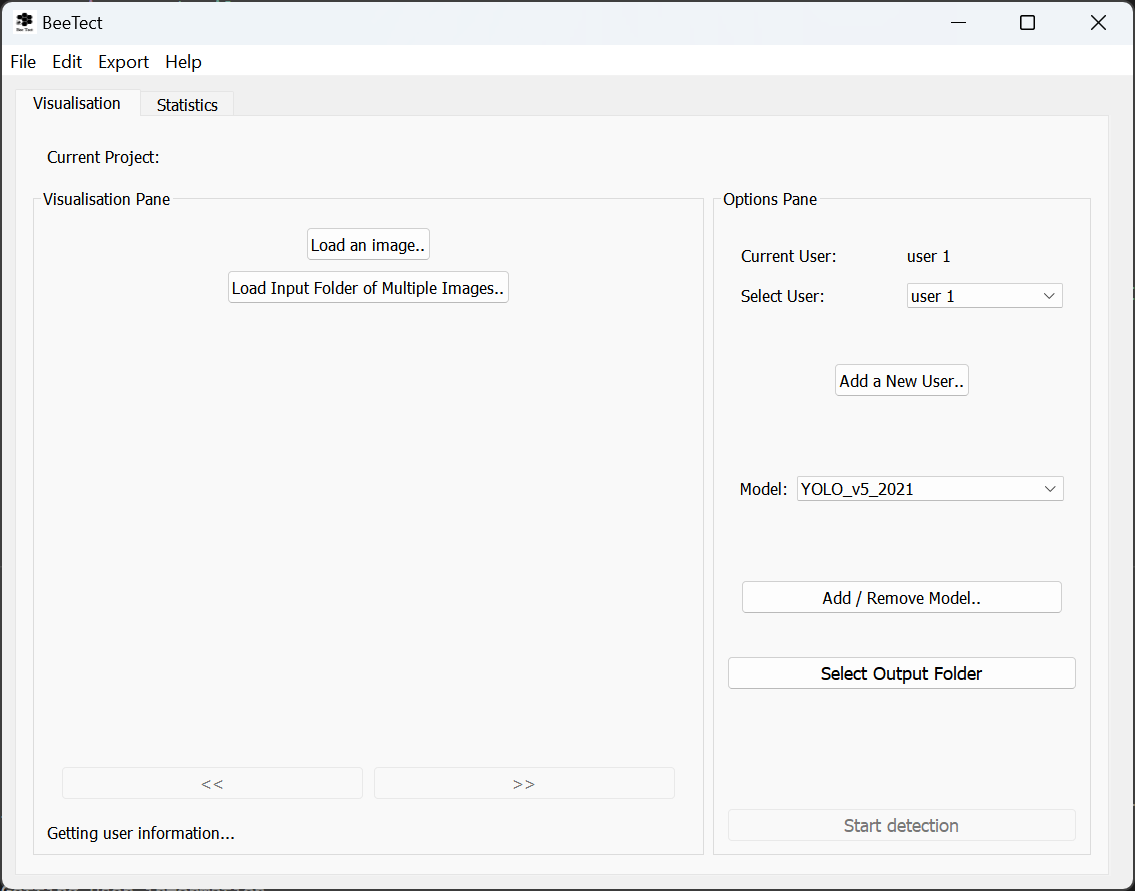 BeeTect
File Edit Export Help
Visualisation Statistics
Current Project:
Visualisation Pane
Load an image..
Load Input Folder of Multiple Images..
<<
>>
Getting user information...
Options Pane
Current User: user 1
Select User: user 1
Add a New User..
Model: YOLO_v5_2021
Add / Remove Model..
Select Output Folder
Start detection